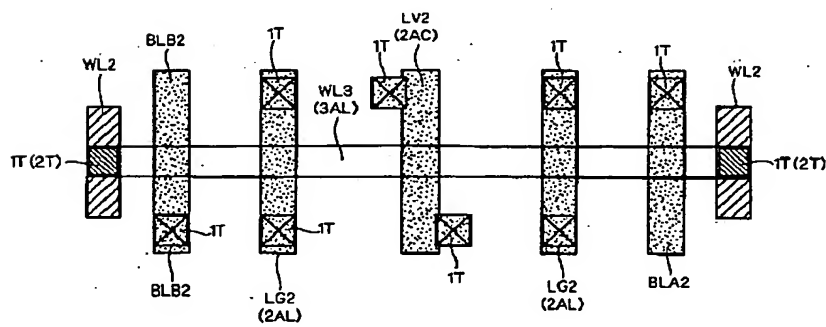 LV2
(2AC)
BLB2
1T
1T
1T
1T
WL2
WL3
(3AL)
WL2
1T(2T)
1T(2T)
1T
1T
1T
BLB2
LG2
(2AL)
LG2
(2AL)
BLA2